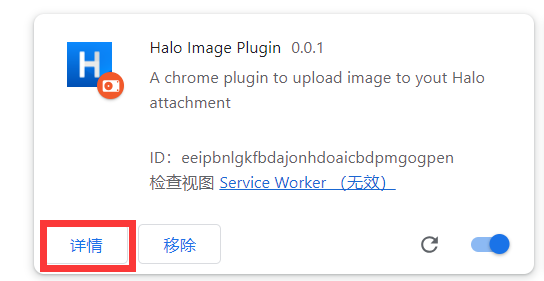 Halo Image Plugin 0.0.1
A chrome plugin to upload image to yout Halo
attachment
ID：eeipbnlgkfbdajonhdoaicbdpmgogpen
检查视图 Service Worker （无效）
详情 移除